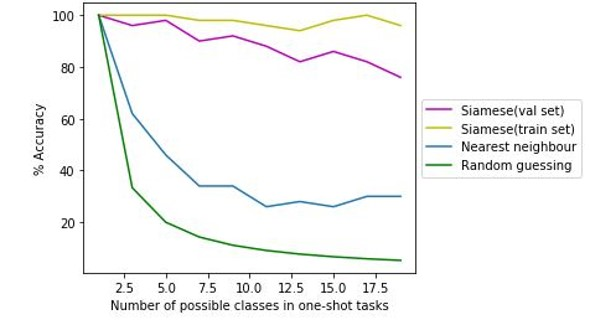 100
80
60
40
20
% Accuracy
2.5 5.0 7.5 10.0 12.5 15.0 17.5
Number of possible classes in one-shot tasks
Siamese(val set)
Siamese(train set)
Nearest neighbour
Random guessing